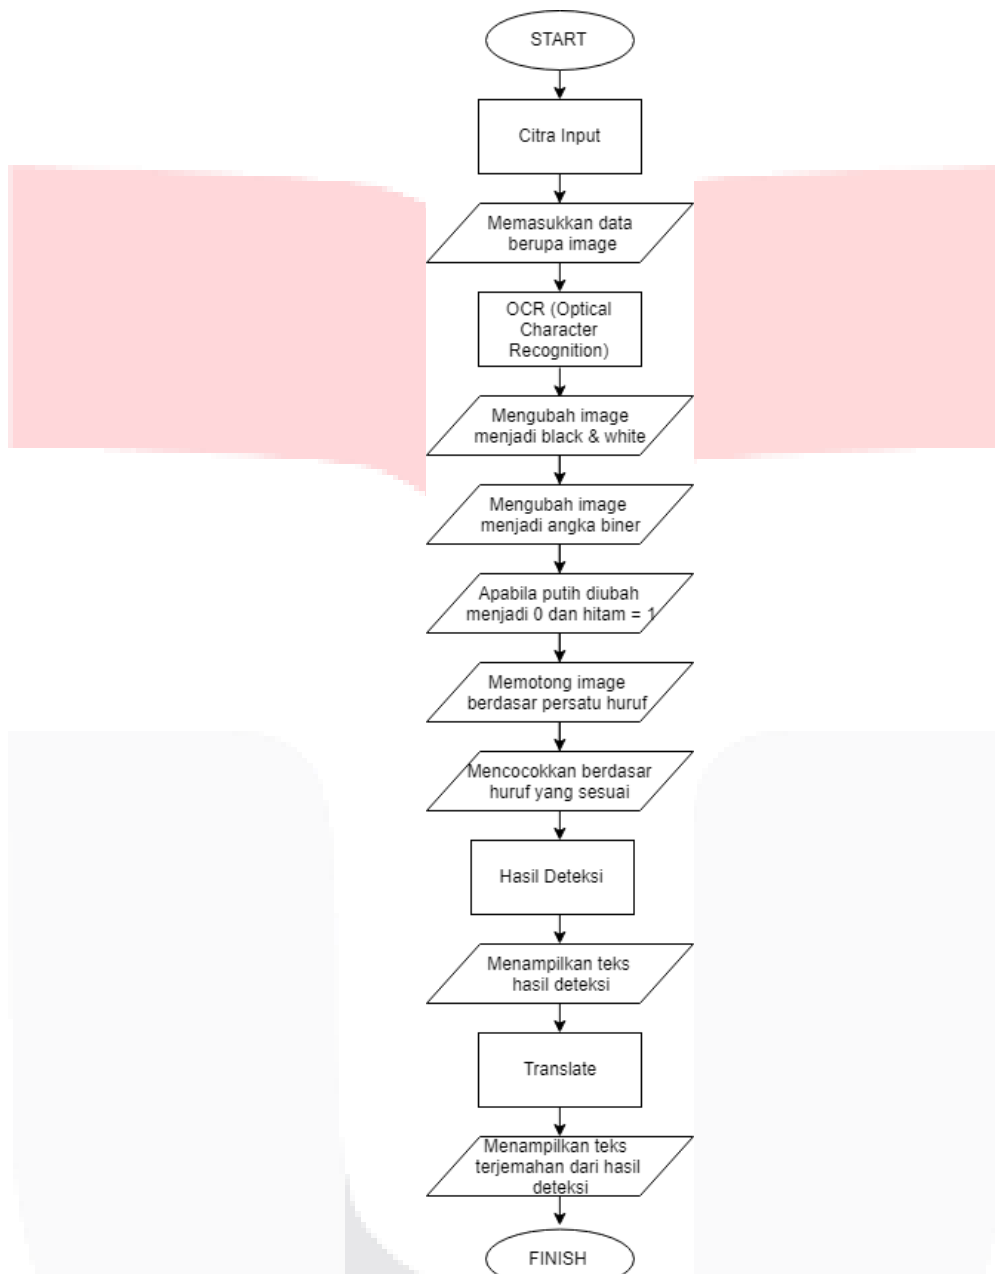 START
Citra Input
Memasukkan data
berupa image
OCR (Optical
Character
Recognition)
Mengubah image
menjadi black & white
Mengubah image
menjadi angka biner
Apabila putih diubah
menjadi 0 dan hitam = 1
Memotong image
berdasar persatu huruf
Mencocokkan berdasar
huruf yang sesuai
Hasil Deteksi
Menampilkan teks
hasil deteksi
Translate
Menampilkan teks
terjemahan dari hasil
deteksi
FINISH